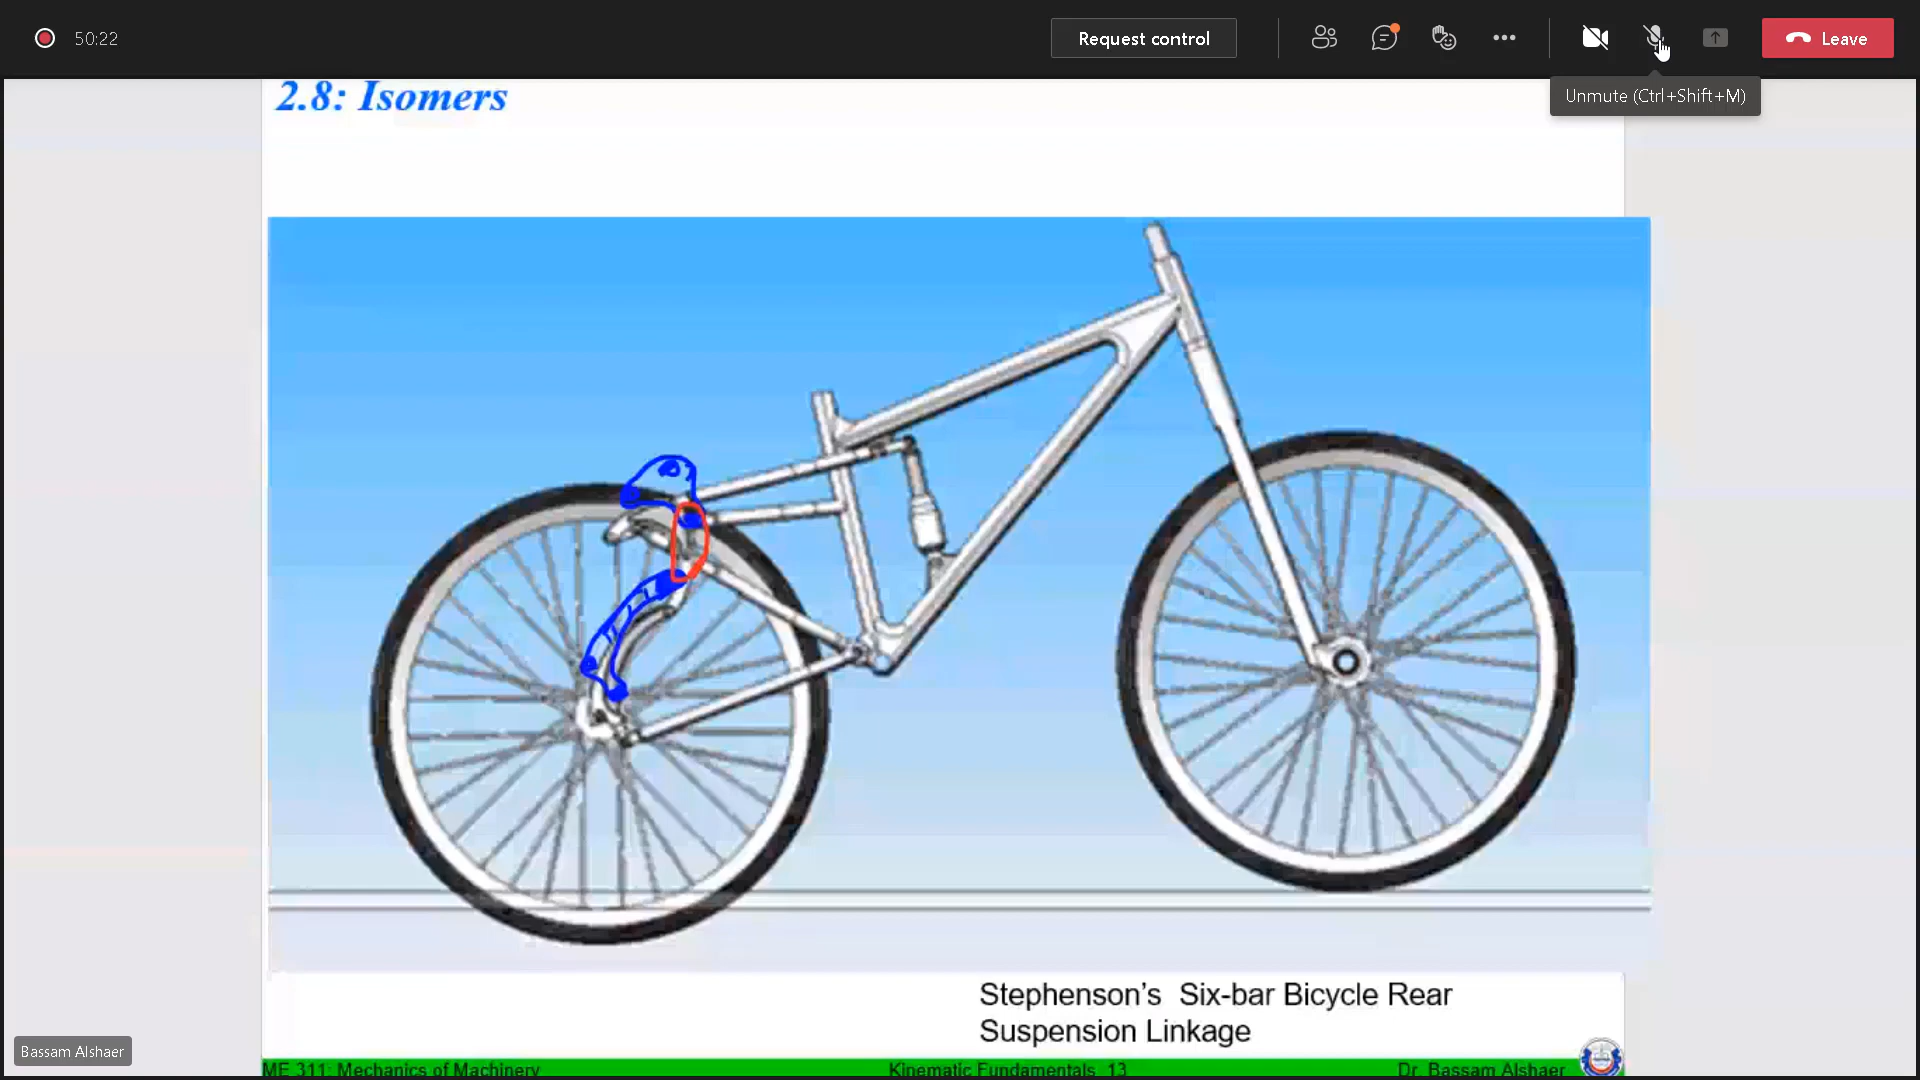 50:22
Request control
Leave
Unmute (Ctrl+Shift+M)
2.8: Isomers
Stephenson's Six-bar Bicycle Rear
Suspension Linkage
Bassam Alshaer
ME 311: Mechanics of Machinery
Kinematic Fundamentals 13
Dr. Bassam Alshaer